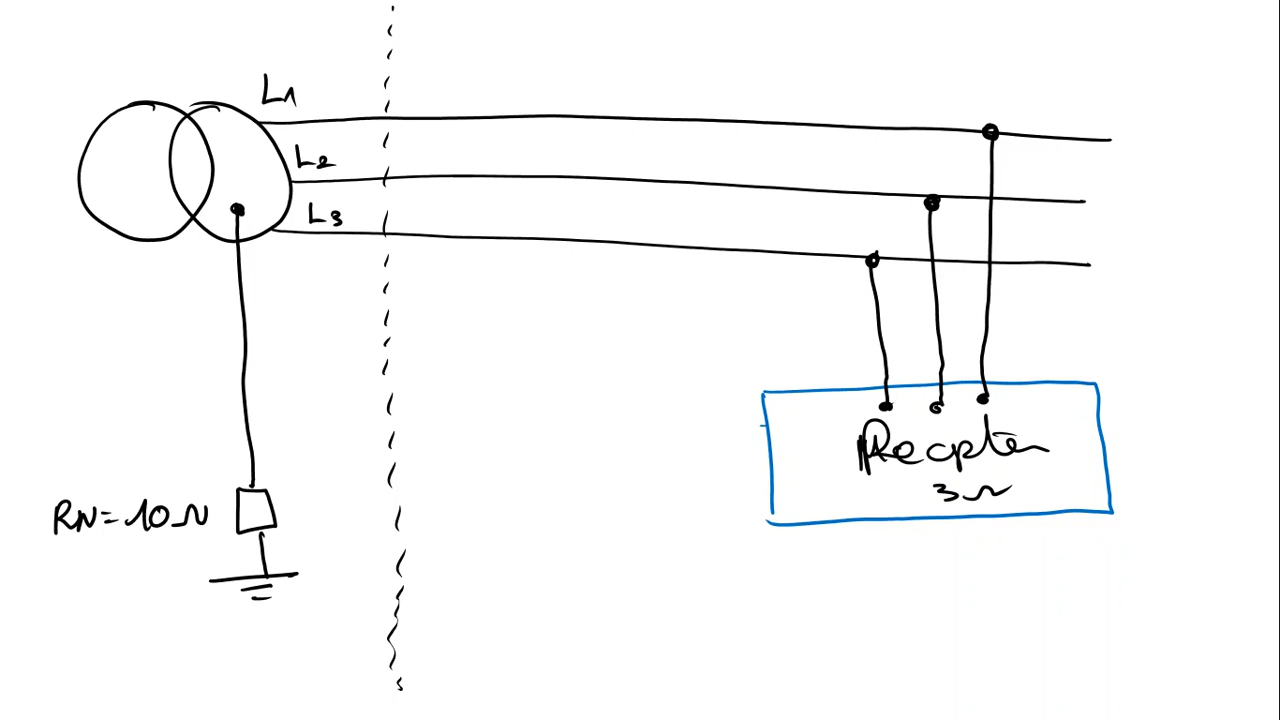 L1
L2
L3
RN=10Ω
Recepteur
3~